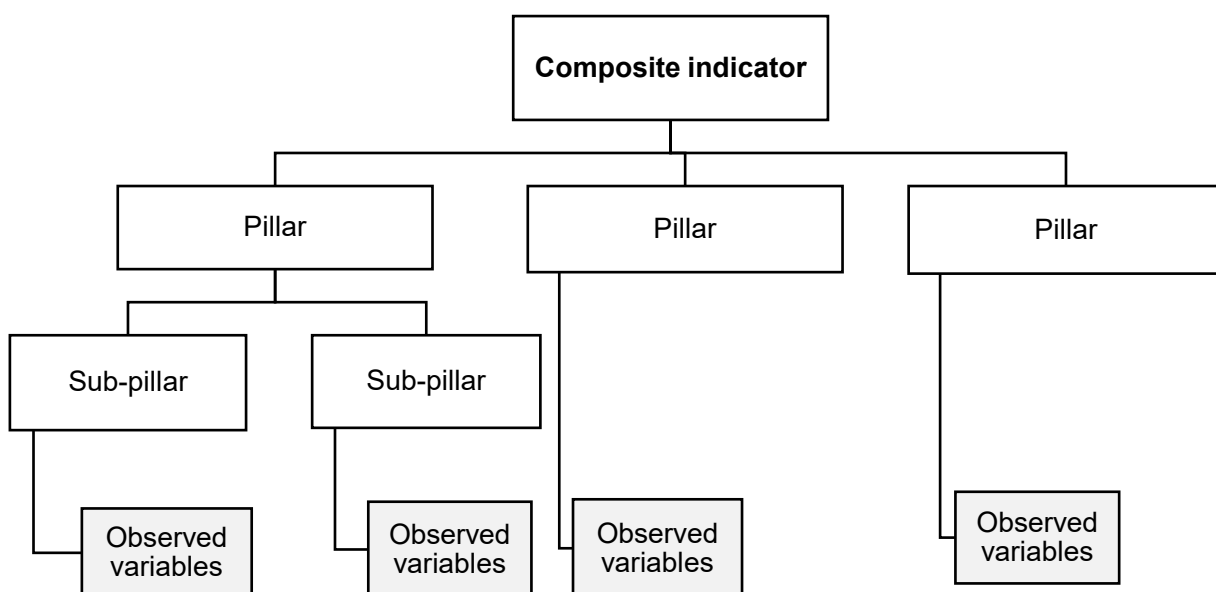 Composite indicator
Pillar
Pillar
Pillar
Sub-pillar
Sub-pillar
Observed
variables
Observed
variables
Observed
variables
Observed
variables